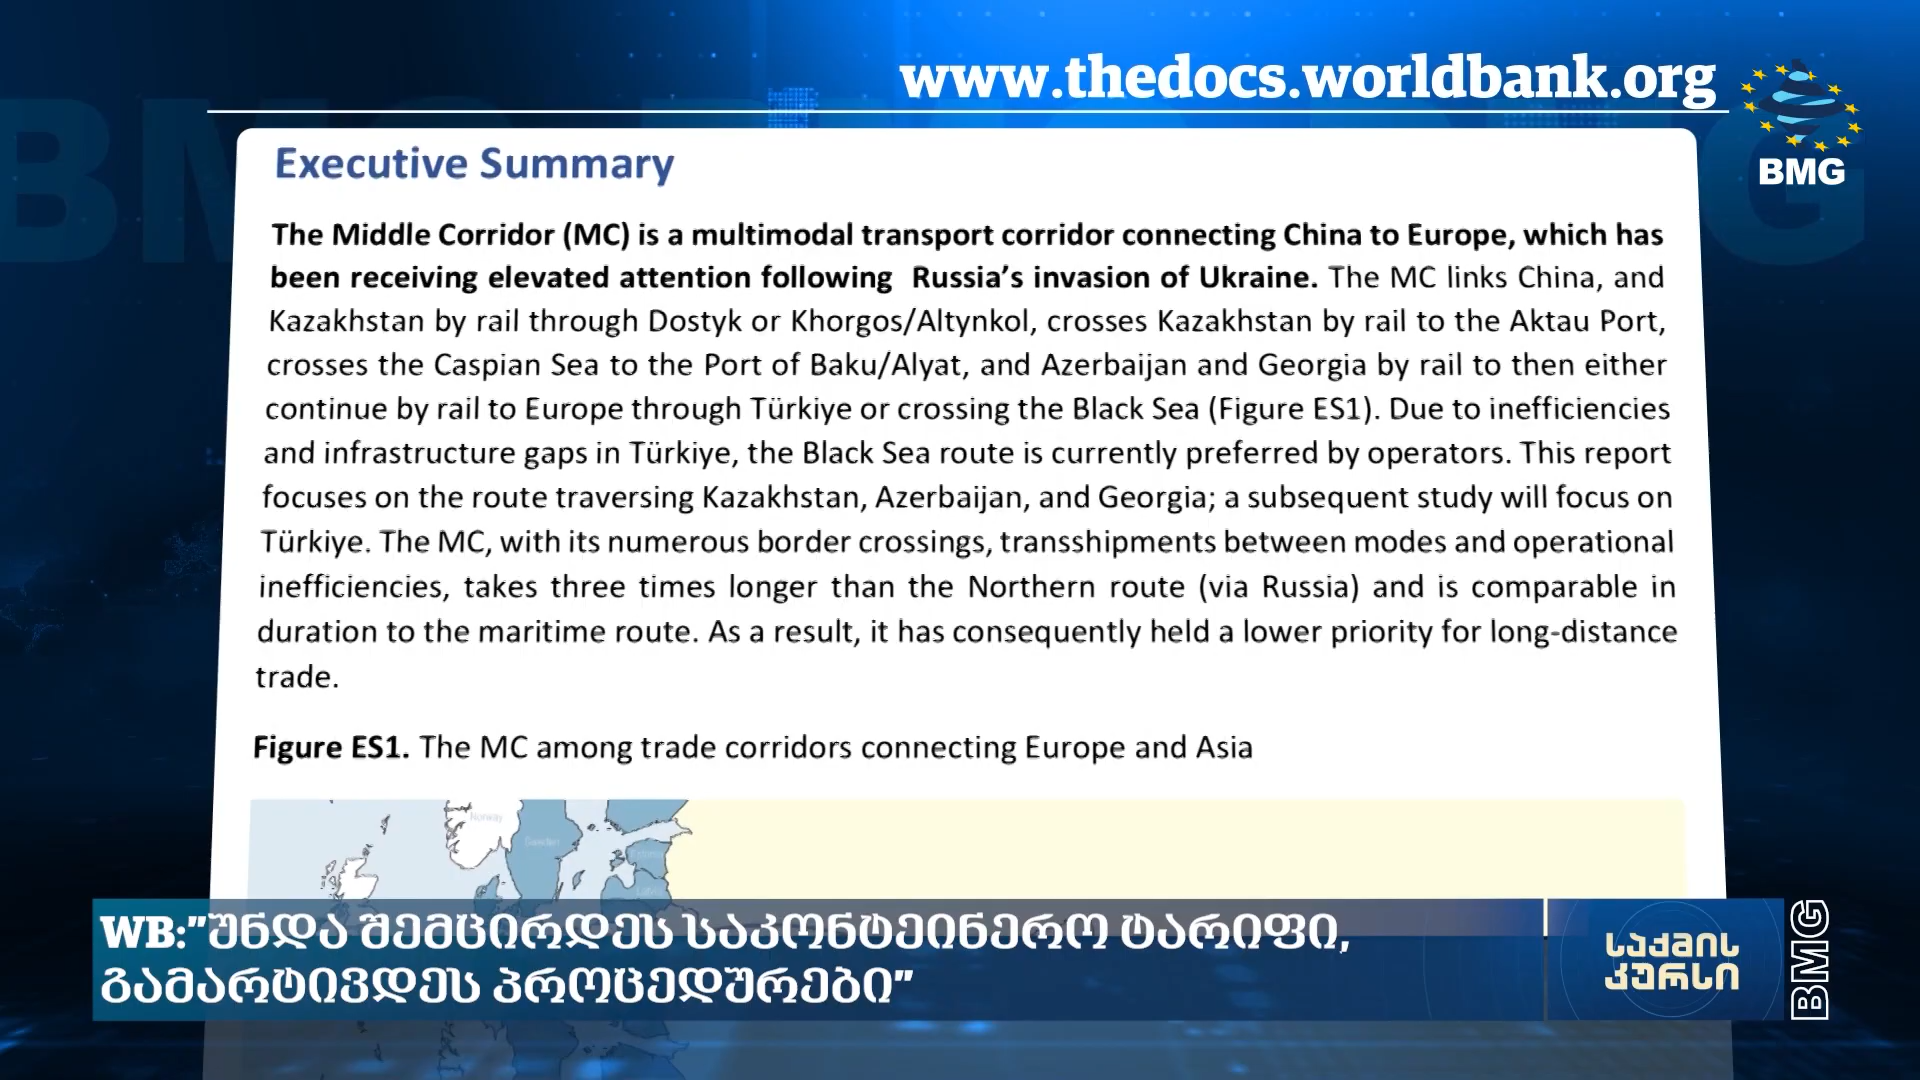 www.thedocs.worldbank.org
BMG
Executive Summary
The Middle Corridor (MC) is a multimodal transport corridor connecting China to Europe, which has
been receiving elevated attention following Russia's invasion of Ukraine. The MC links China, and
Kazakhstan by rail through Dostyk or Khorgos/Altynkol, crosses Kazakhstan by rail to the Aktau Port,
crosses the Caspian Sea to the Port of Baku/Alyat, and Azerbaijan and Georgia by rail to then either
continue by rail to Europe through Türkiye or crossing the Black Sea (Figure ES1). Due to inefficiencies
and infrastructure gaps in Türkiye, the Black Sea route is currently preferred by operators. This report
focuses on the route traversing Kazakhstan, Azerbaijan, and Georgia; a subsequent study will focus on
Türkiye. The MC, with its numerous border crossings, transshipments between modes and operational
inefficiencies, takes three times longer than the Northern route (via Russia) and is comparable in
duration to the maritime route. As a result, it has consequently held a lower priority for long-distance
trade.
Figure ES1. The MC among trade corridors connecting Europe and Asia
Norway
Sweden
Estonia
Latvia
WB:"უნდა შემცირდეს საკონტეინერო ტარიფი,
გამარტივდეს პროცედურები"
საქმის
კურსი
BMG